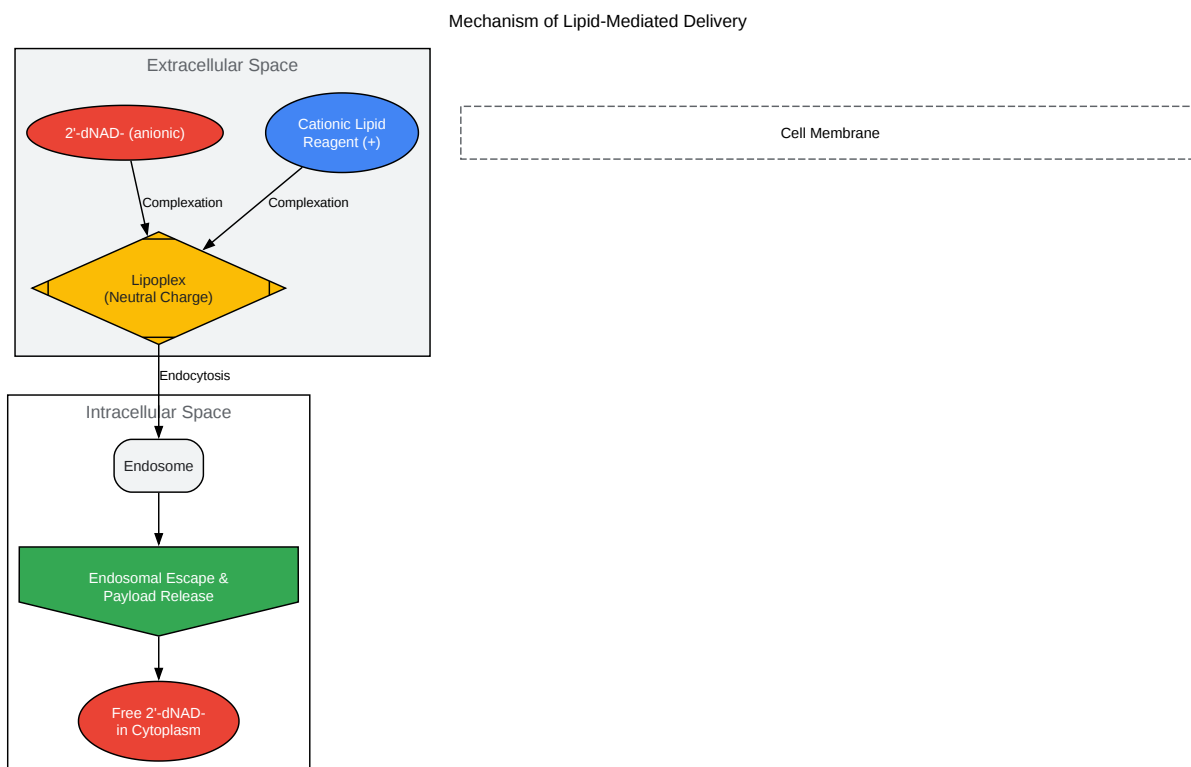 Mechanism of Lipid-Mediated Delivery
Extracellular Space
2'-dNAD- (anionic)
Cationic Lipid
Reagent (+)
Cell Membrane
Complexation
Complexation
Lipoplex
(Neutral Charge)
Endocytosis
Intracellular Space
Endosome
Endosomal Escape &
Payload Release
Free 2'-dNAD-
in Cytoplasm